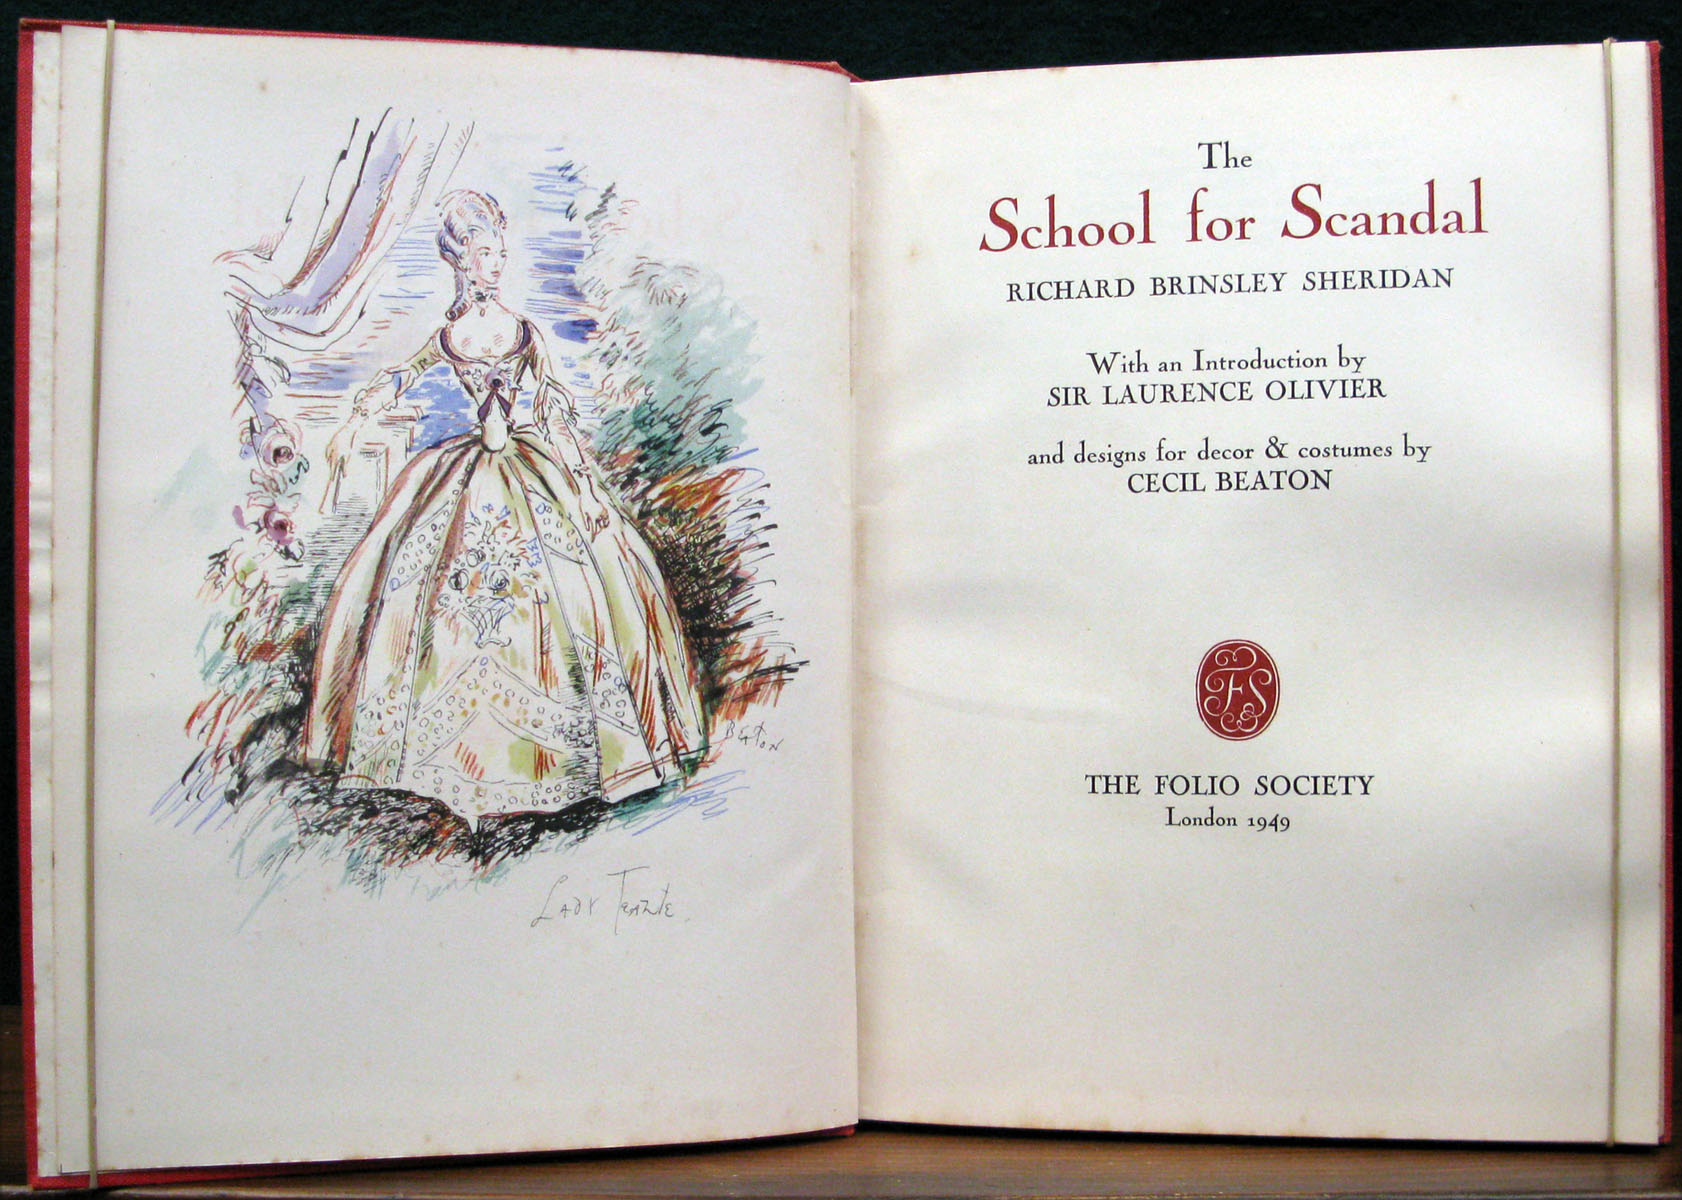 BEATON
LADY TEAZLE.
The
School for Scandal
RICHARD BRINSLEY SHERIDAN
With an Introduction by
SIR LAURENCE OLIVIER
and designs for decor & costumes by
CECIL BEATON
FS
THE FOLIO SOCIETY
London 1949